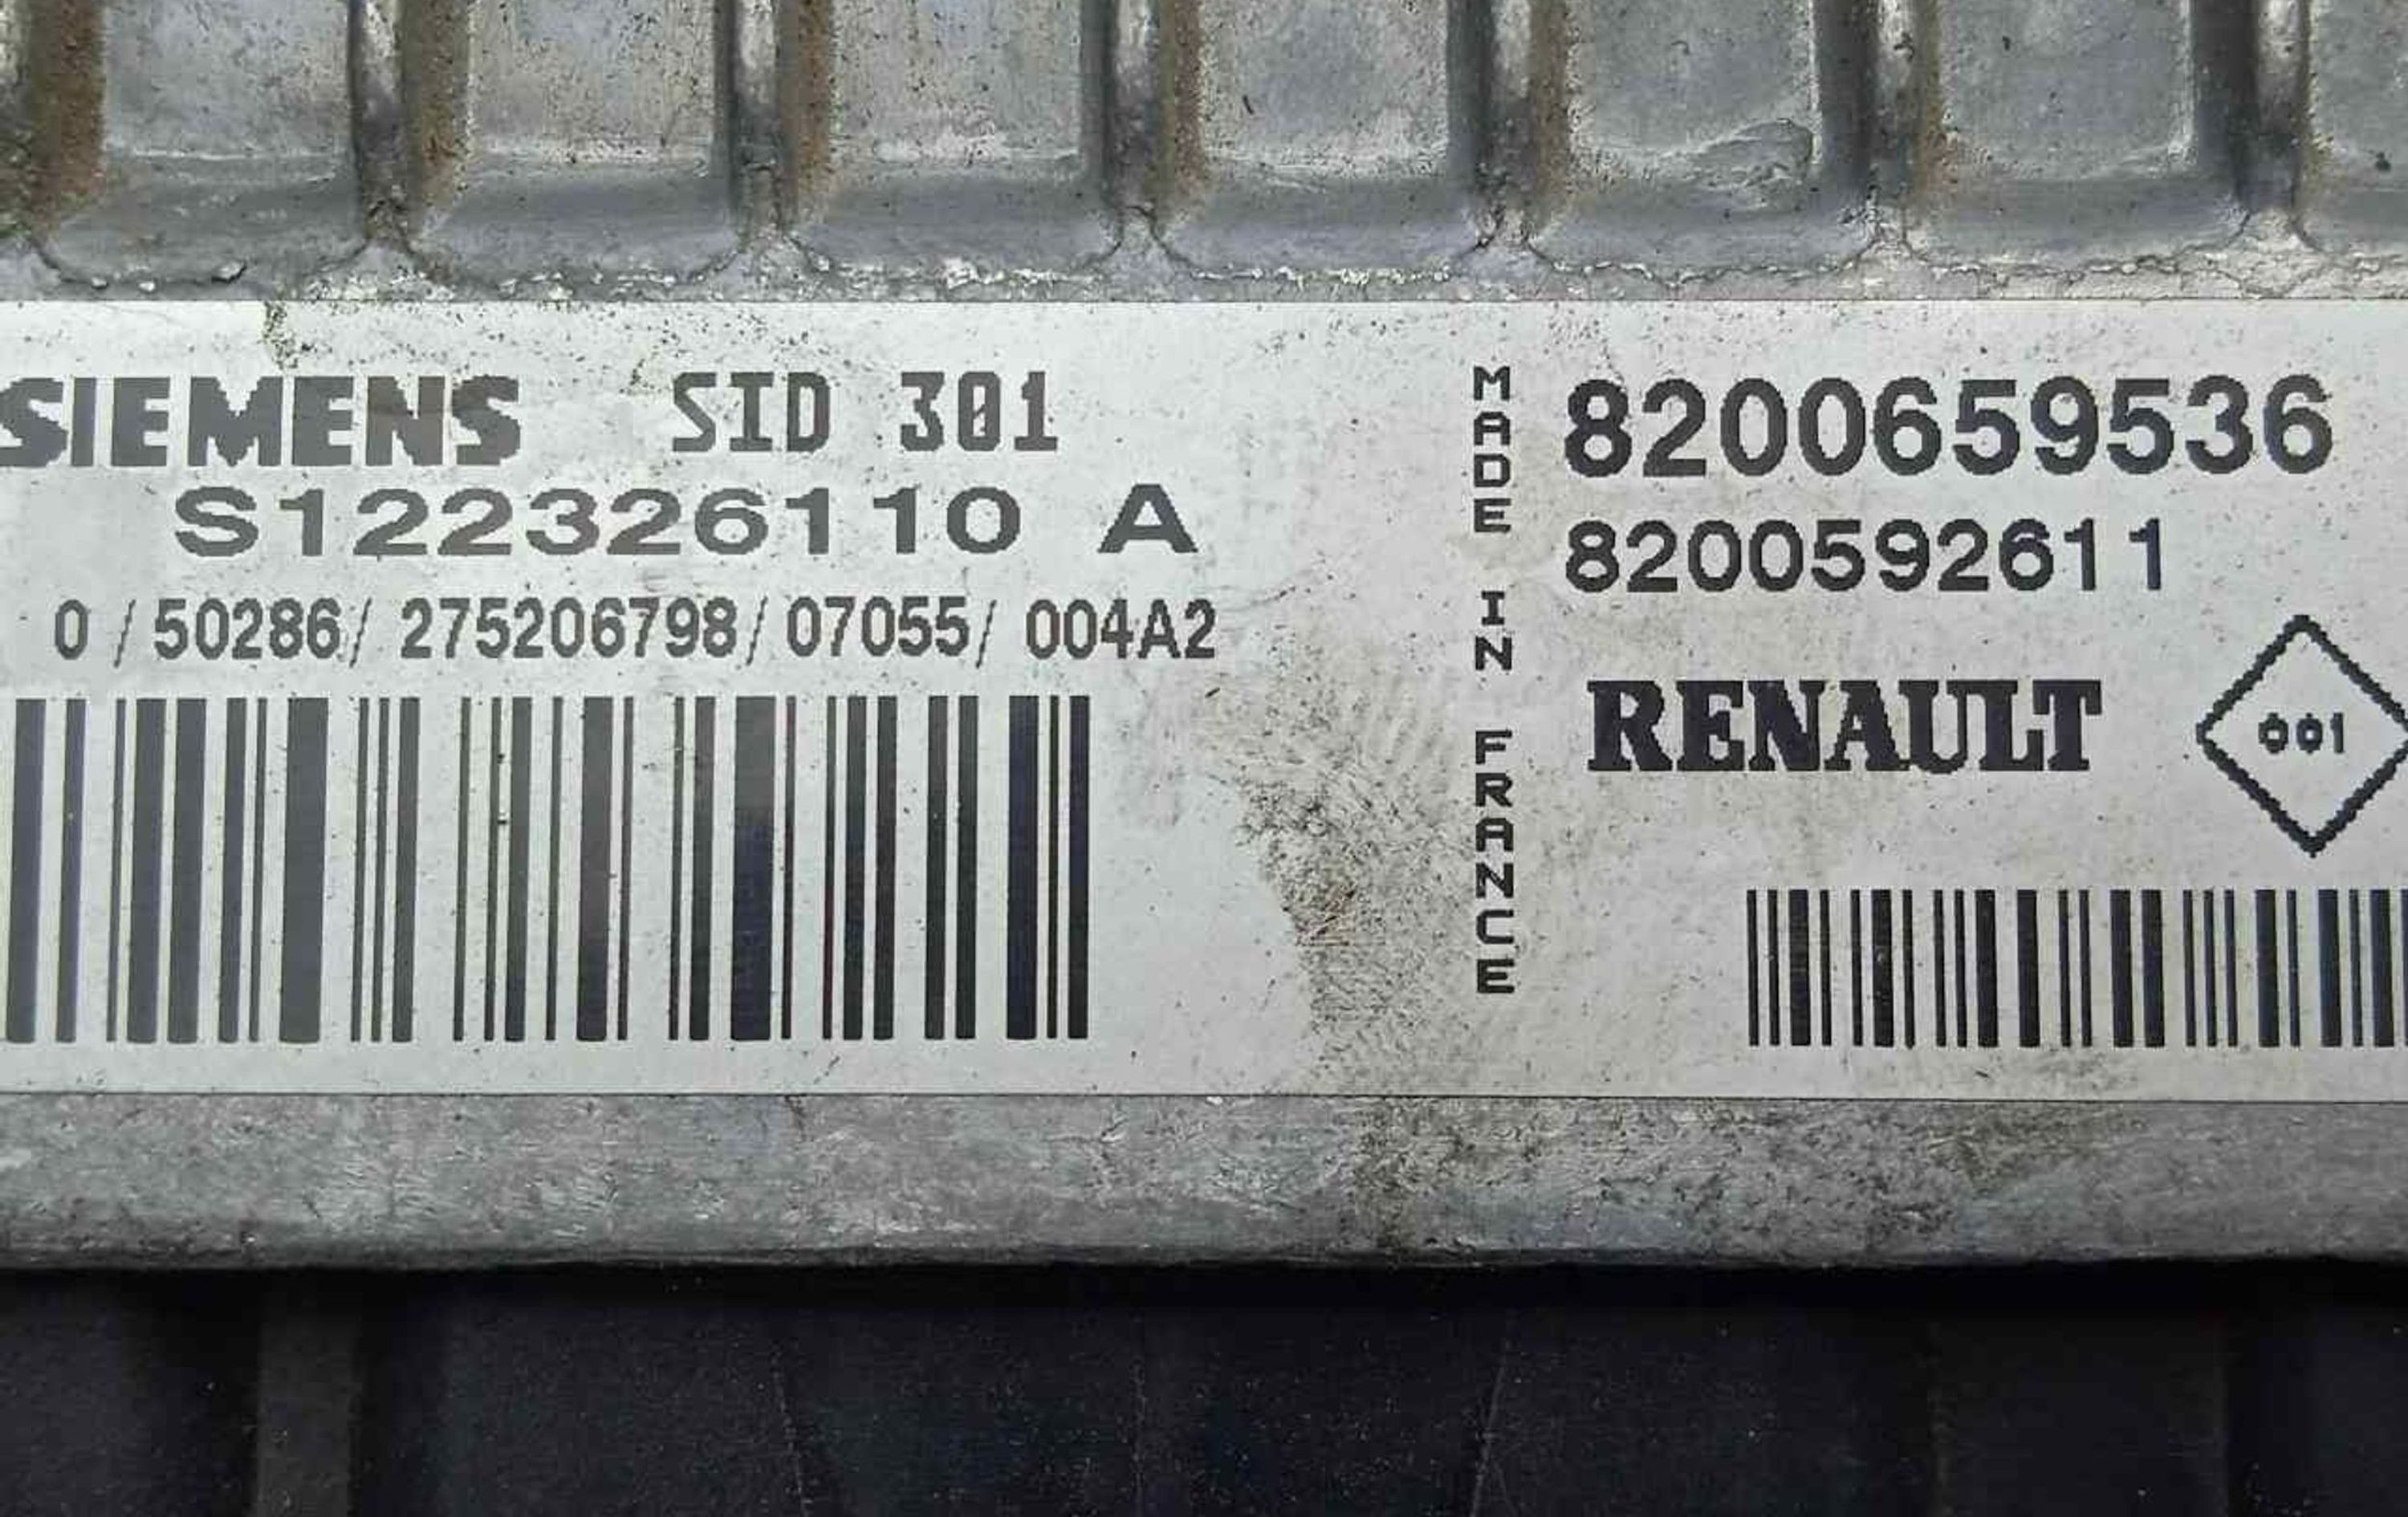 SIEMENS SID 301
S122326110 A
0 / 50286/ 275206798/ 07055/ 004A2
MADE IN FRANCE
8200659536
8200592611
RENAULT
001